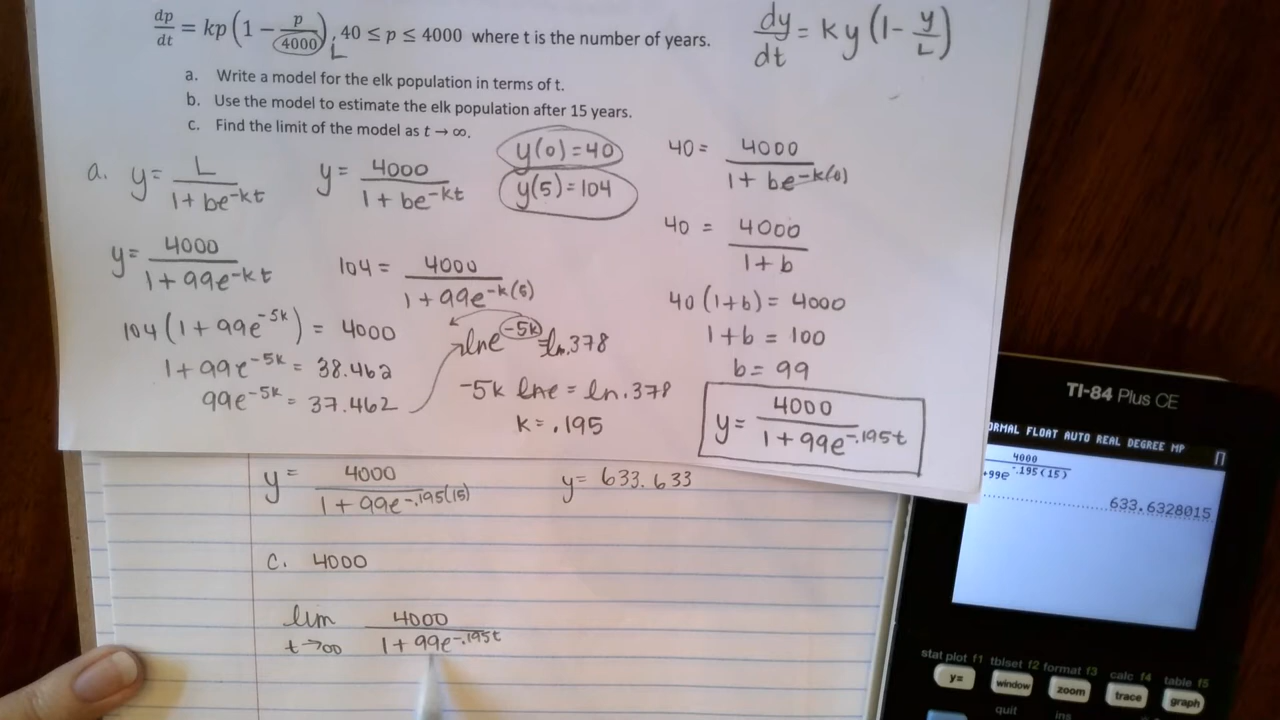 dp/dt = kp(1 − p/4000), 40 ≤ p ≤ 4000 where t is the number of years.
L
dy/dt = ky(1 - y/L)
a. Write a model for the elk population in terms of t.
b. Use the model to estimate the elk population after 15 years.
c. Find the limit of the model as t → ∞.
a. y = L/(1 + be^-kt)
y = 4000/(1 + be^-kt)
y(0) = 40
y(5) = 104
40 = 4000/(1 + be^-k(0))
40 = 4000/(1 + b)
40(1+b) = 4000
1+b = 100
b = 99
y = 4000/(1 + 99e^-kt)
104 = 4000/(1 + 99e^-k(5))
104(1 + 99e^-5k) = 4000
1 + 99e^-5k = 38.462
99e^-5k = 37.462
lne^-5k = ln.378
-5k lne = ln.378
k = .195
y = 4000/(1 + 99e^-.195t)
y = 4000/(1 + 99e^-.195(15))
y = 633.633
c. 4000
lim t→∞ 4000/(1 + 99e^-.195t)
TI-84 Plus CE
ORMAL FLOAT AUTO REAL DEGREE MP
4000/+99e^-.195(15)
633.6328015
stat plot f1 tblset f2 format f3 calc f4 table f5
y= window zoom trace graph
quit ins